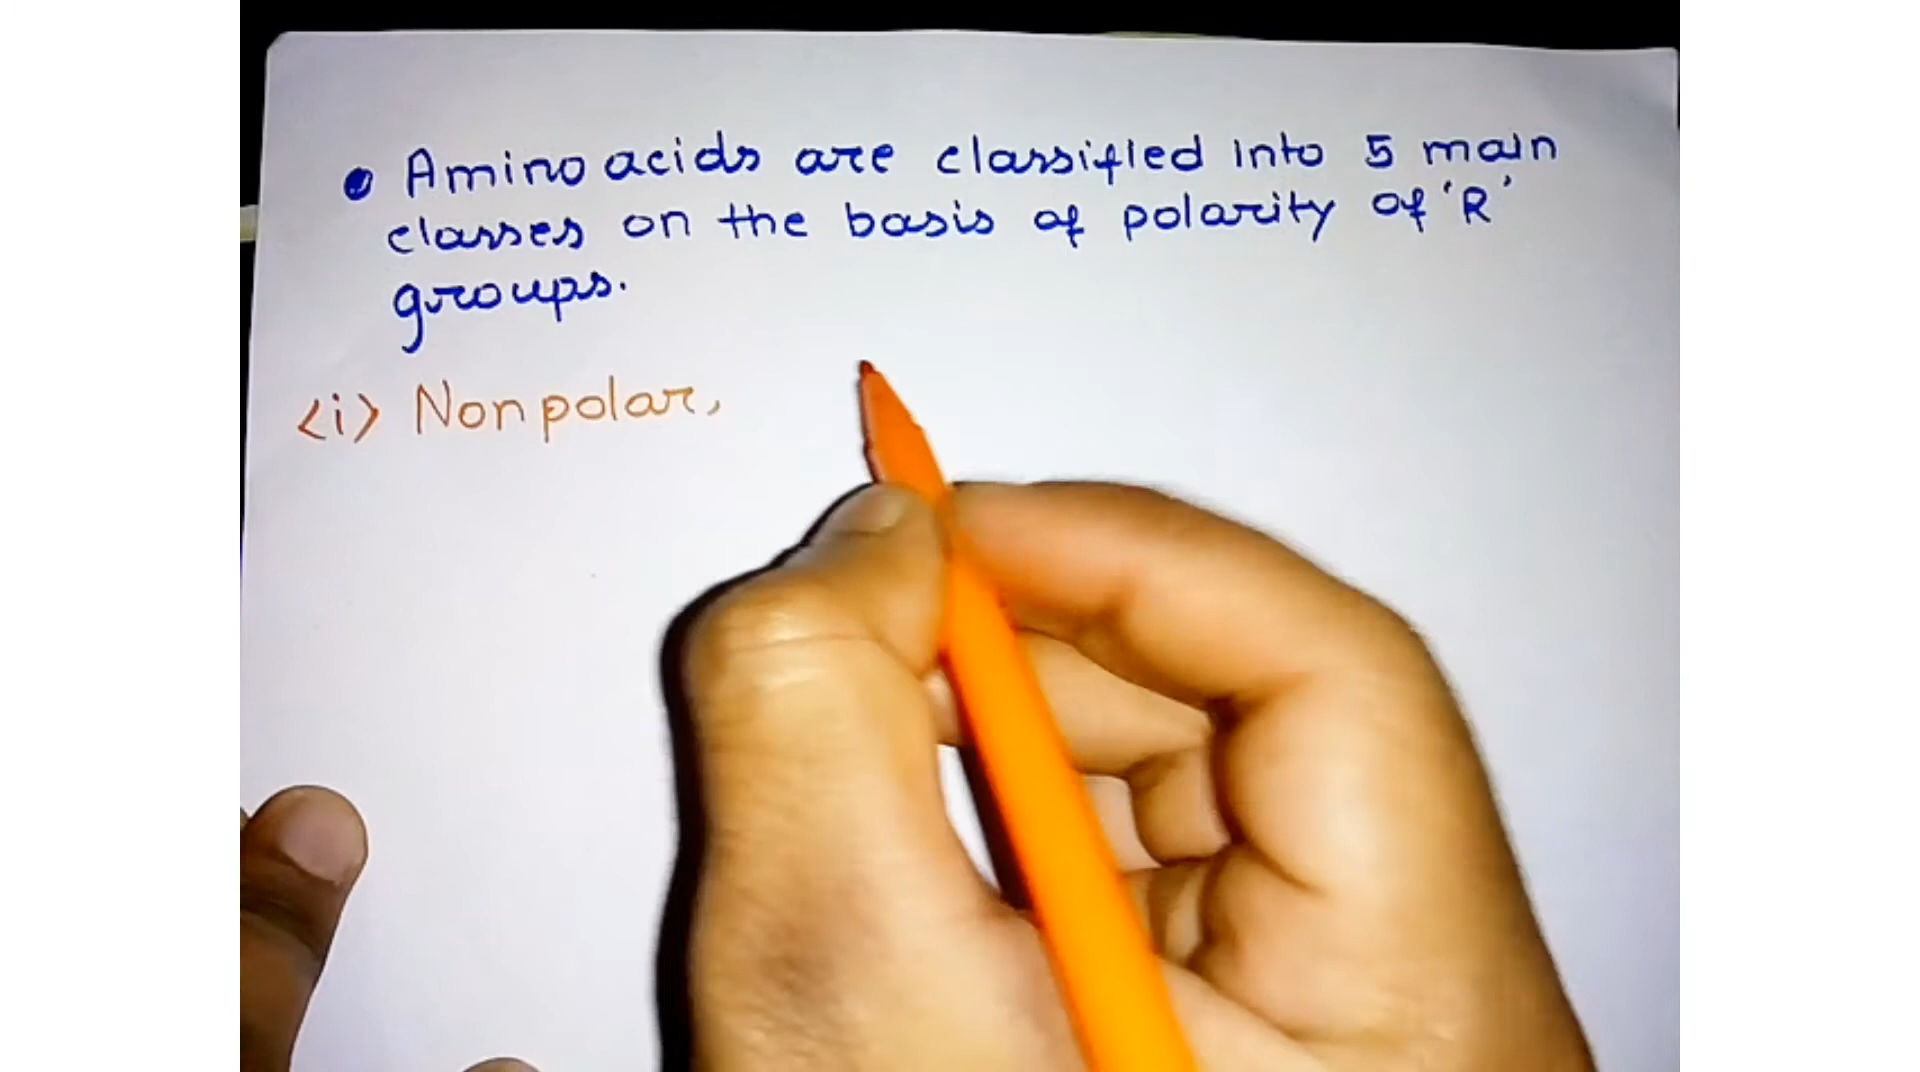 Amino acids are classified into 5 main
classes on the basis of polarity of 'R'
groups.
<i> Nonpolar,